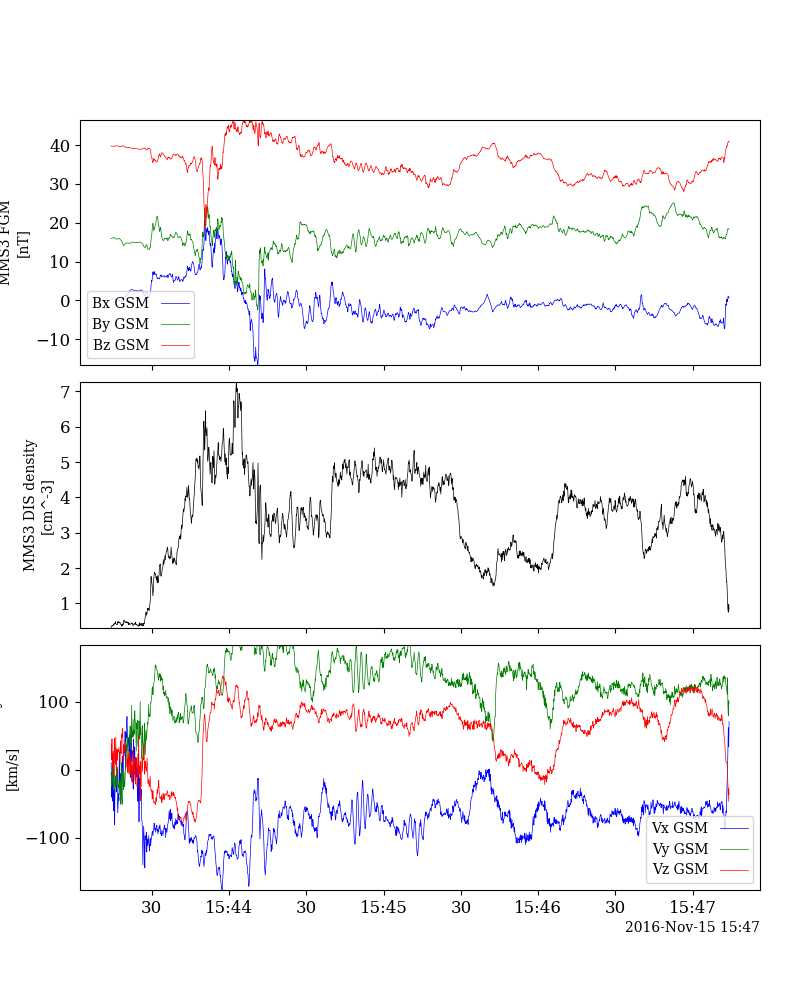 40
30
20
10
0
−10
MMS3 FGM
[nT]
Bx GSM
By GSM
Bz GSM
7
6
5
4
3
2
1
MMS3 DIS density
[cm^-3]
100
0
−100
[km/s]
Vx GSM
Vy GSM
Vz GSM
30 15:44 30 15:45 30 15:46 30 15:47
2016-Nov-15 15:47